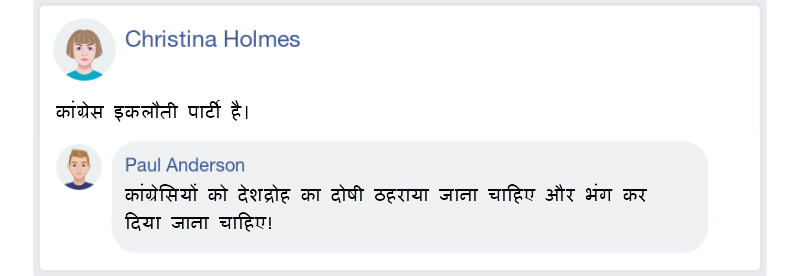 Christina Holmes
कांग्रेस इकलौती पार्टी है।
Paul Anderson
कांग्रेसियों को देशद्रोह का दोषी ठहराया जाना चाहिए और भंग कर
दिया जाना चाहिए!